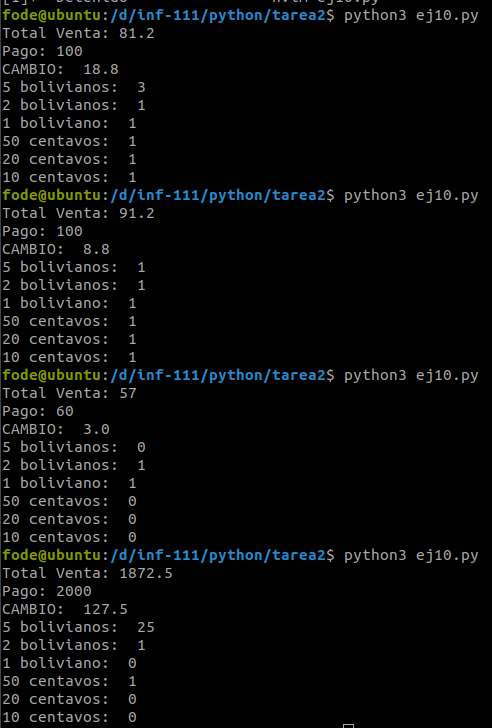 fode@ubuntu:/d/inf-111/python/tarea2$ python3 ej10.py
Total Venta: 81.2
Pago: 100
CAMBIO:  18.8
5 bolivianos:  3
2 bolivianos:  1
1 boliviano:  1
50 centavos:  1
20 centavos:  1
10 centavos:  1
fode@ubuntu:/d/inf-111/python/tarea2$ python3 ej10.py
Total Venta: 91.2
Pago: 100
CAMBIO:  8.8
5 bolivianos:  1
2 bolivianos:  1
1 boliviano:  1
50 centavos:  1
20 centavos:  1
10 centavos:  1
fode@ubuntu:/d/inf-111/python/tarea2$ python3 ej10.py
Total Venta: 57
Pago: 60
CAMBIO:  3.0
5 bolivianos:  0
2 bolivianos:  1
1 boliviano:  1
50 centavos:  0
20 centavos:  0
10 centavos:  0
fode@ubuntu:/d/inf-111/python/tarea2$ python3 ej10.py
Total Venta: 1872.5
Pago: 2000
CAMBIO:  127.5
5 bolivianos:  25
2 bolivianos:  1
1 boliviano:  0
50 centavos:  1
20 centavos:  0
10 centavos:  0